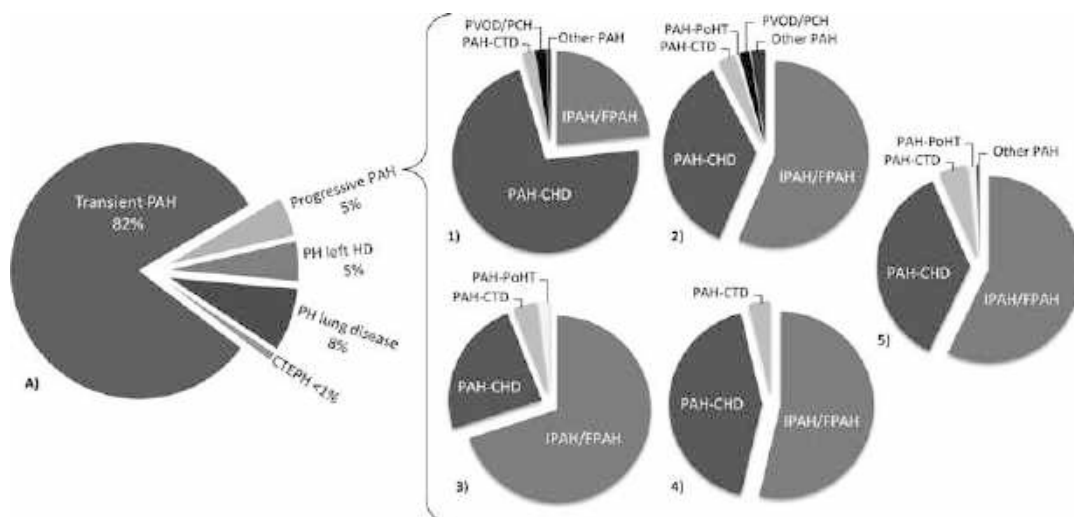 Transient PAH
82%
Progressive PAH
5%
PH left HD
5%
PH lung disease
8%
CTEPH <1%
A)
PVOD/PCH
PAH-CTD
Other PAH
IPAH/FPAH
PAH-CHD
1)
PVOD/PCH
PAH-PoHT
PAH-CTD
Other PAH
PAH-CHD
IPAH/FPAH
2)
PAH-PoHT
PAH-CTD
PAH-CHD
IPAH/FPAH
3)
PAH-CTD
PAH-CHD
IPAH/FPAH
4)
PAH-PoHT
PAH-CTD
Other PAH
PAH-CHD
IPAH/FPAH
5)